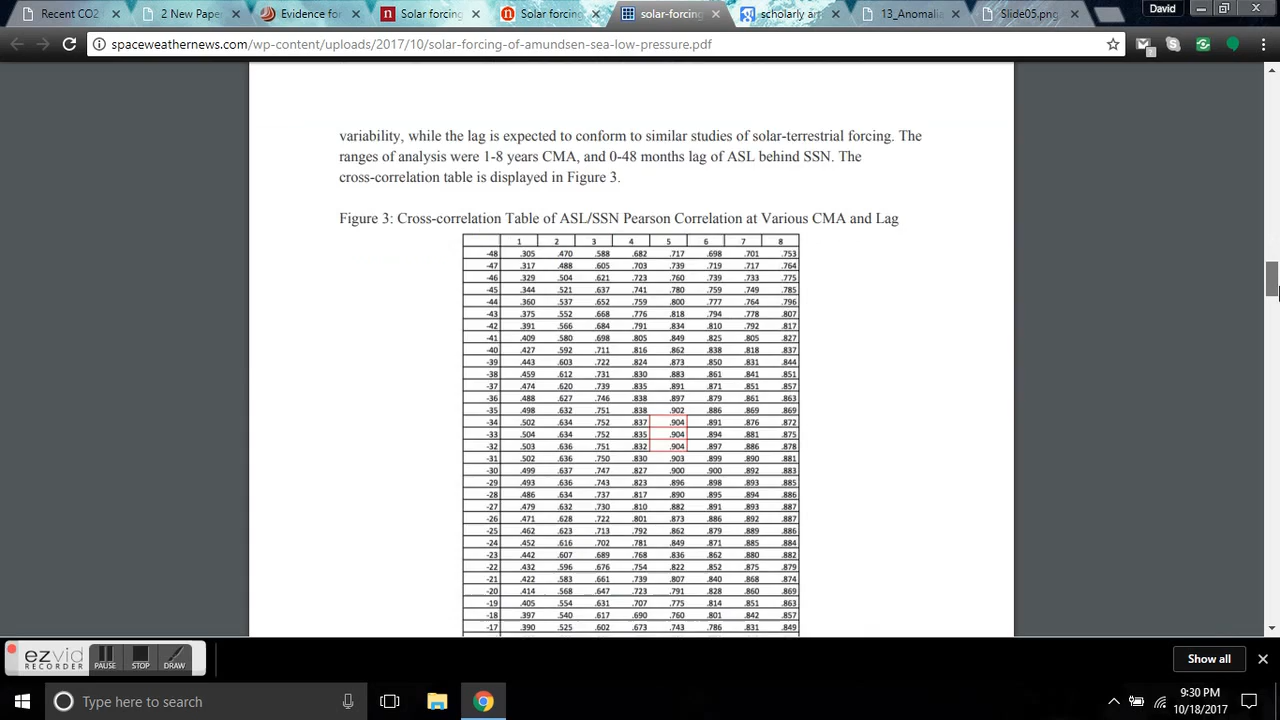 Recent CO2
2 New Pape
Evidence fo
Solar forcing
Solar forcing
solar-forcing
scholarly art
13_Anomalia
Slide05.png
David
spaceweathernews.com/wp-content/uploads/2017/10/solar-forcing-of-amundsen-sea-low-pressure.pdf
variability, while the lag is expected to conform to similar studies of solar-terrestrial forcing. The
ranges of analysis were 1-8 years CMA, and 0-48 months lag of ASL behind SSN. The
cross-correlation table is displayed in Figure 3.
Figure 3: Cross-correlation Table of ASL/SSN Pearson Correlation at Various CMA and Lag
1 2 3 4 5 6 7 8
-48 .305 .470 .588 .682 .717 .698 .701 .753
-47 .317 .488 .605 .703 .739 .719 .717 .764
-46 .329 .504 .621 .723 .760 .739 .733 .775
-45 .344 .521 .637 .741 .780 .759 .749 .785
-44 .360 .537 .652 .759 .800 .777 .764 .796
-43 .375 .552 .668 .776 .818 .794 .778 .807
-42 .391 .566 .684 .791 .834 .810 .792 .817
-41 .409 .580 .698 .805 .849 .825 .805 .827
-40 .427 .592 .711 .816 .862 .838 .818 .837
-39 .443 .603 .722 .824 .873 .850 .831 .844
-38 .459 .612 .731 .830 .883 .861 .841 .851
-37 .474 .620 .739 .835 .891 .871 .851 .857
-36 .488 .627 .746 .838 .897 .879 .861 .863
-35 .498 .632 .751 .838 .902 .886 .869 .869
-34 .502 .634 .752 .837 .904 .891 .876 .872
-33 .504 .634 .752 .835 .904 .894 .881 .875
-32 .503 .636 .751 .832 .904 .897 .886 .878
-31 .502 .636 .750 .830 .903 .899 .890 .881
-30 .499 .637 .747 .827 .900 .900 .892 .883
-29 .493 .636 .743 .823 .896 .898 .893 .885
-28 .486 .634 .737 .817 .890 .895 .894 .886
-27 .479 .632 .730 .810 .882 .891 .893 .887
-26 .471 .628 .722 .801 .873 .886 .892 .887
-25 .462 .623 .713 .792 .862 .879 .889 .886
-24 .452 .616 .702 .781 .849 .871 .885 .884
-23 .442 .607 .689 .768 .836 .862 .880 .882
-22 .432 .596 .676 .754 .822 .852 .875 .879
-21 .422 .583 .661 .739 .807 .840 .868 .874
-20 .414 .568 .647 .723 .791 .828 .860 .869
-19 .405 .554 .631 .707 .775 .814 .851 .863
-18 .397 .540 .617 .690 .760 .801 .842 .857
-17 .390 .525 .602 .673 .743 .786 .831 .849
ezvid
RECORDER
PAUSE
STOP
DRAW
Show all
Type here to search
9:30 PM
10/18/2017